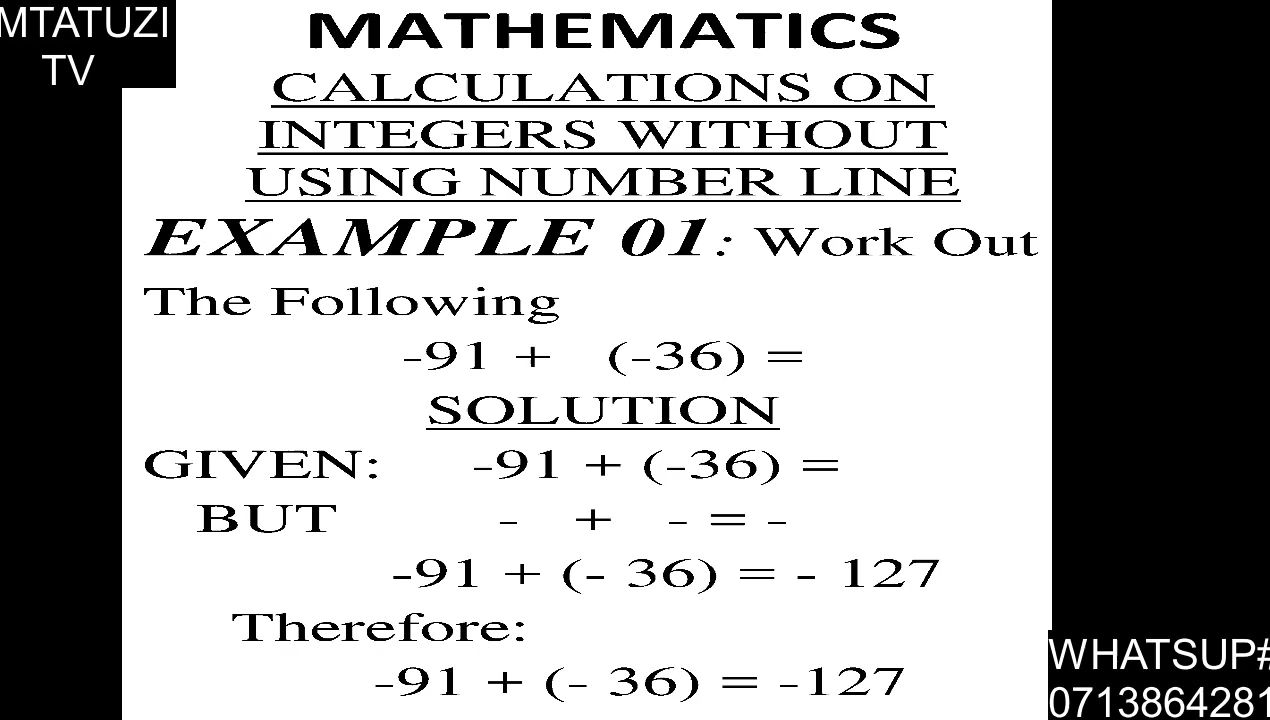 MTATUZI
TV
MATHEMATICS
CALCULATIONS ON
INTEGERS WITHOUT
USING NUMBER LINE
EXAMPLE 01: Work Out
The Following
-91 + (-36) =
SOLUTION
GIVEN: -91 + (-36) =
BUT - + - = -
-91 + (- 36) = - 127
Therefore:
-91 + (- 36) = -127
WHATSUP#
0713864281